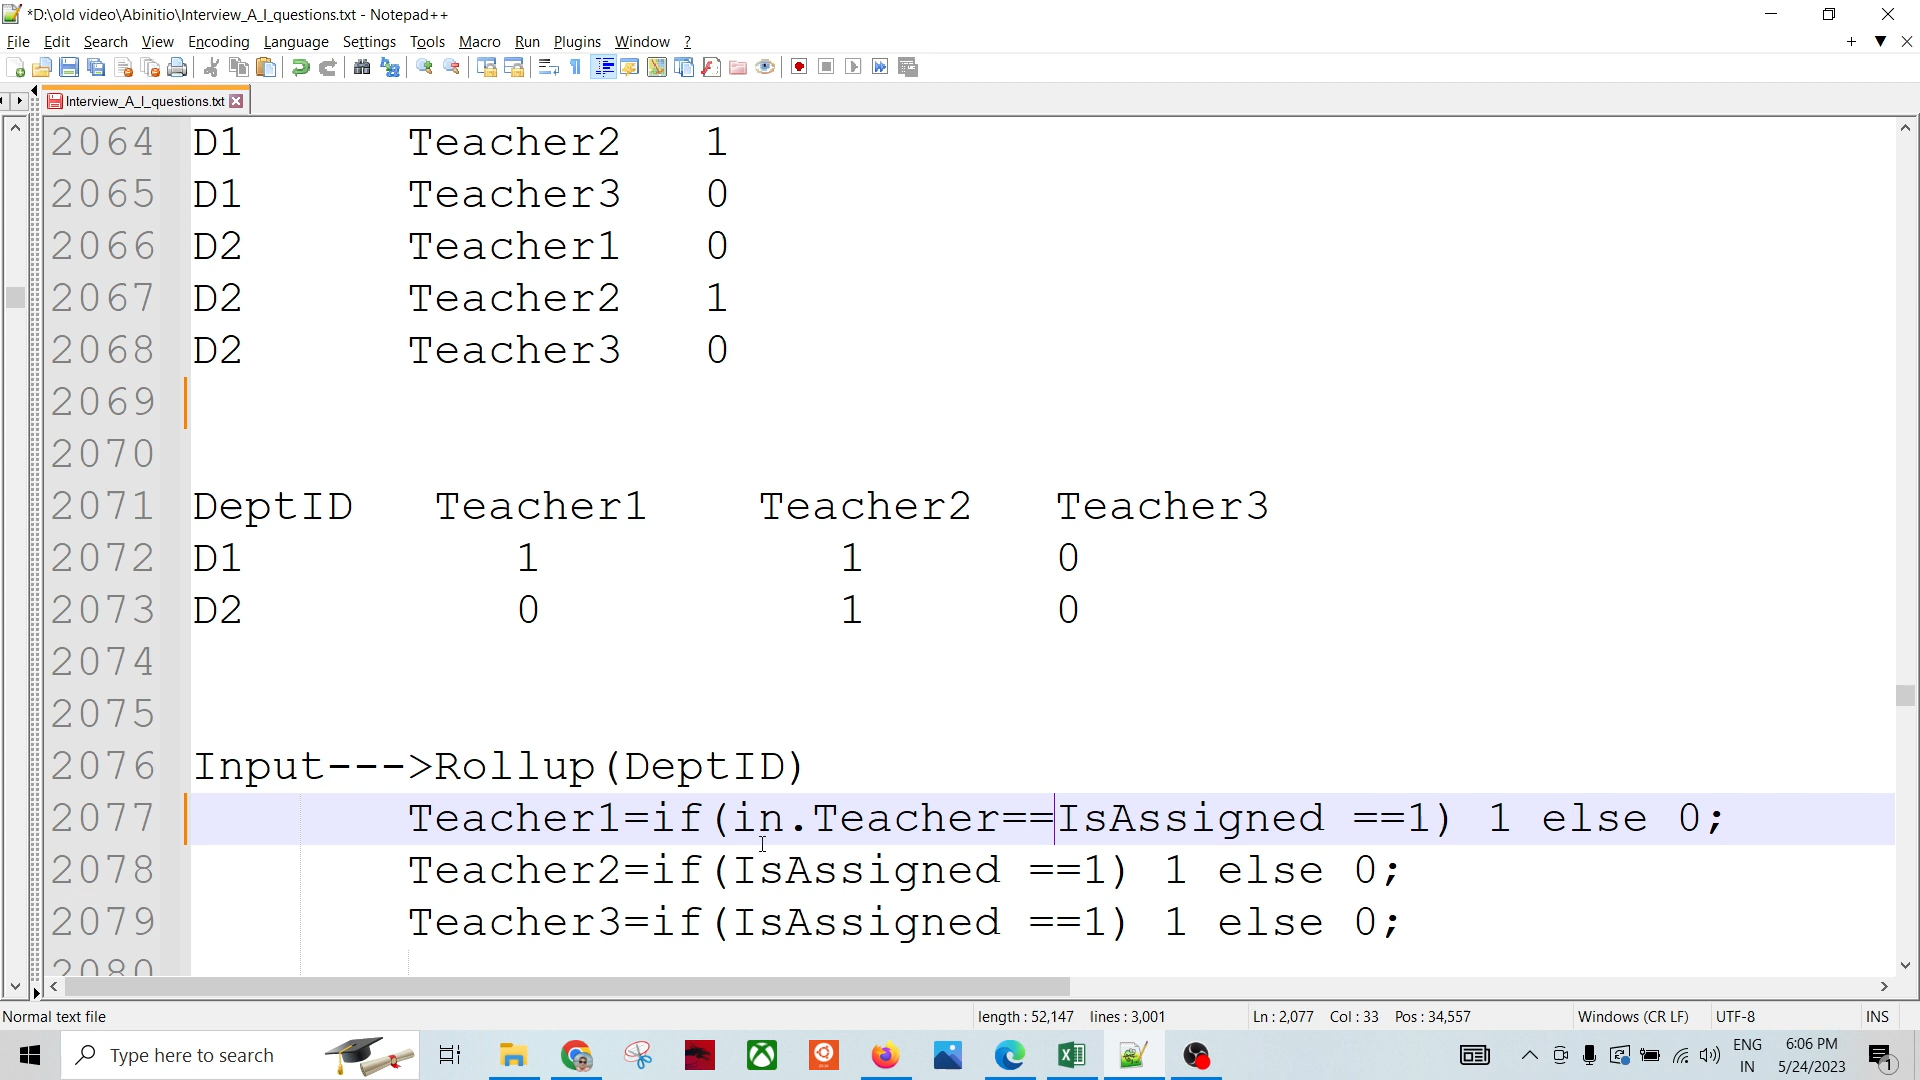 *D:\old video\Abinitio\Interview_A_I_questions.txt - Notepad++
File Edit Search View Encoding Language Settings Tools Macro Run Plugins Window ?
Interview_A_I_questions.txt
2064 D1 Teacher2 1
2065 D1 Teacher3 0
2066 D2 Teacher1 0
2067 D2 Teacher2 1
2068 D2 Teacher3 0
2069
2070
2071 DeptID Teacher1 Teacher2 Teacher3
2072 D1 1 1 0
2073 D2 0 1 0
2074
2075
2076 Input--->Rollup(DeptID)
2077 Teacher1=if(in.Teacher==IsAssigned ==1) 1 else 0;
2078 Teacher2=if(IsAssigned ==1) 1 else 0;
2079 Teacher3=if(IsAssigned ==1) 1 else 0;
2080
Normal text file length : 52,147 lines : 3,001 Ln : 2,077 Col : 33 Pos : 34,557 Windows (CR LF) UTF-8 INS
Type here to search
ENG 6:06 PM
IN 5/24/2023
1